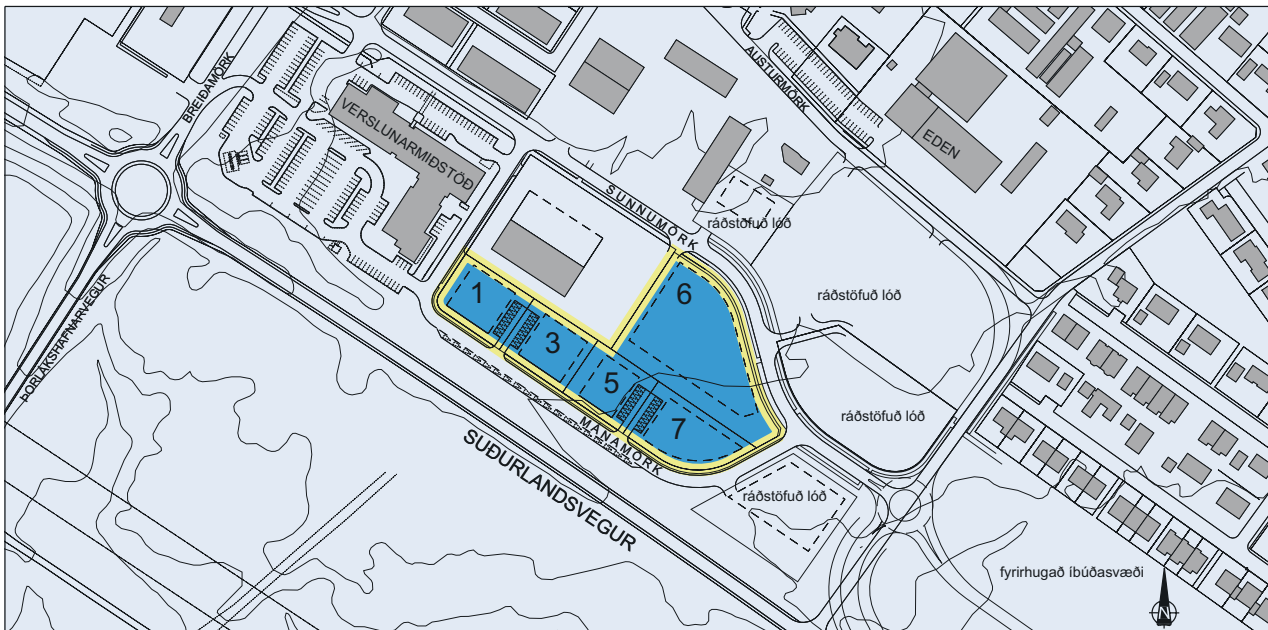 BREIÐAMÖRK
AUSTURMÖRK
VERSLUNARMIÐSTÖÐ
EDEN
SUNNUMÖRK
ráðstöfuð lóð
ráðstöfuð lóð
ÞORLÁKSHAFNARVEGUR
1
6
3
5
7
ráðstöfuð lóð
MÁNAMÖRK
SUÐURLANDSVEGUR
ráðstöfuð lóð
fyrirhugað íbúðasvæði
N